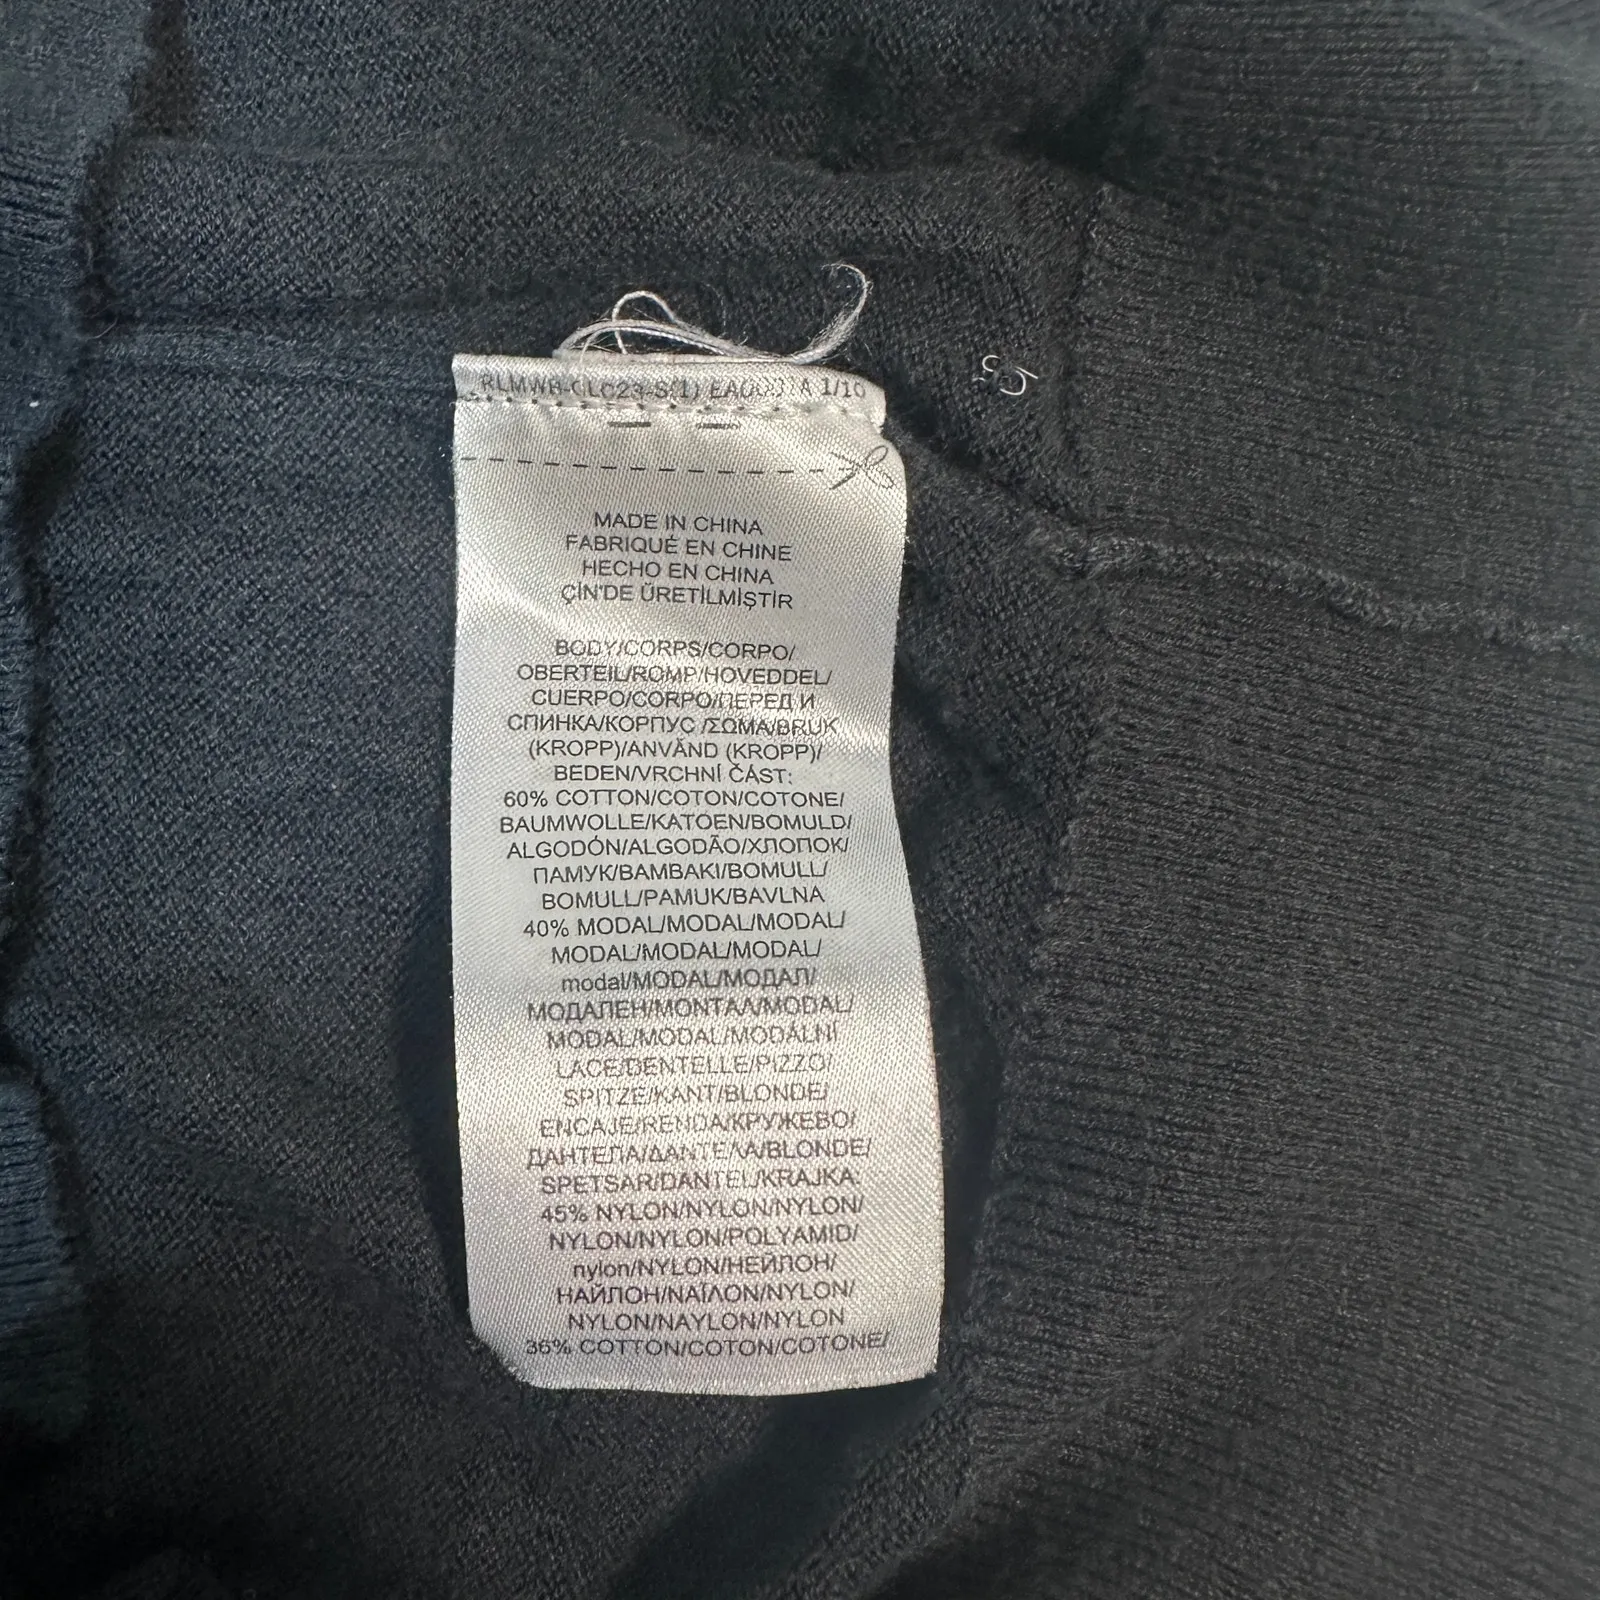 MADE IN CHINA
FABRIQUÉ EN CHINE
HECHO EN CHINA
ÇİN'DE ÜRETİLMİŞTİR
BODY/CORPS/CORPO/
OBERTEIL/ROMP/HOVEDDEL/
CUERPO/CORPO/ПЕРЕД И
СПИНКА/КОРПУС /ΣΩΜΑ/BRUK
(KROPP)/ANVÄND (KROPP)/
BEDEN/VRCHNÍ ČÁST:
60% COTTON/COTON/COTONE/
BAUMWOLLE/KATOEN/BOMULD/
ALGODÓN/ALGODÃO/ХЛОПОК/
ПАМУК/ΒΑΜΒΑΚΙ/BOMULL/
BOMULL/PAMUK/BAVLNA
40% MODAL/MODAL/MODAL/
MODAL/MODAL/MODAL/
modal/MODAL/МОДАЛ/
МОДАЛЕН/ΜΟΝΤΑΛ/MODAL/
MODAL/MODAL/MODÁLNÍ
LACE/DENTELLE/PIZZO/
SPITZE/KANT/BLONDE/
ENCAJE/RENDA/КРУЖЕВО/
ДАНТЕЛА/ΔΑΝΤΕΛΑ/BLONDE/
SPETSAR/DANTEL/KRAJKA:
45% NYLON/NYLON/NYLON/
NYLON/NYLON/POLYAMID/
nylon/NYLON/НЕЙЛОН/
НАЙЛОН/ΝΑΪΛΟΝ/NYLON/
NYLON/NAYLON/NYLON
36% COTTON/COTON/COTONE/